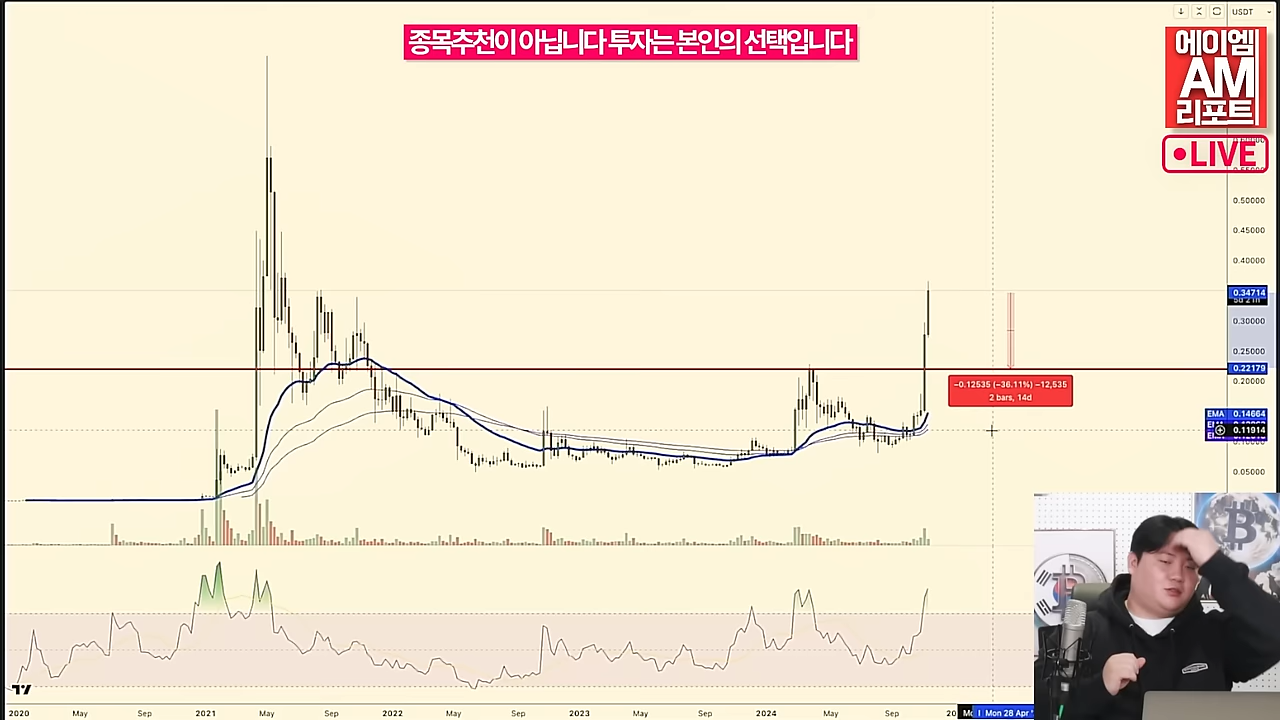 종목추천이 아닙니다 투자는 본인의 선택입니다
USDT
에이엠
AM
리포트
LIVE
0.50000
0.45000
0.40000
0.34714
0.30000
0.25000
0.22179
0.20000
−0.12535 (−36.11%) −12,535
2 bars, 14d
EMA 0.14664
0.11914
0.05000
2020 May Sep 2021 May Sep 2022 May Sep 2023 May Sep 2024 May Sep
Mon 28 Apr